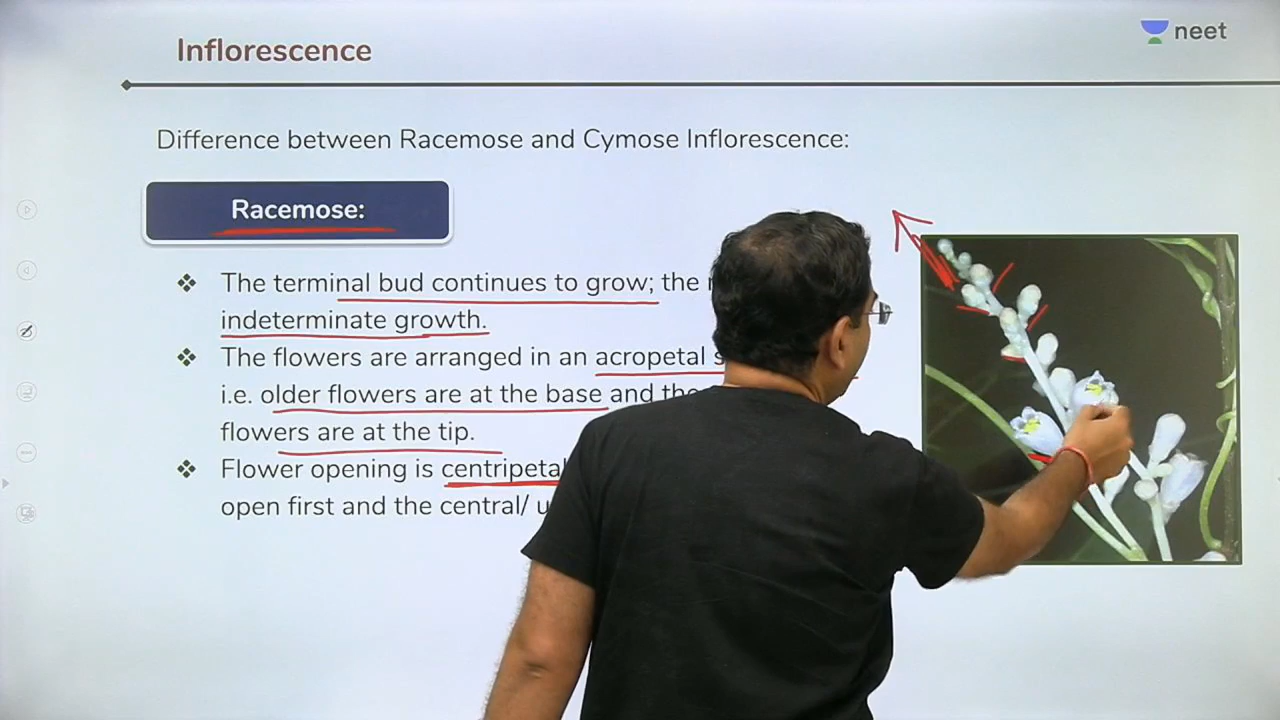 Inflorescence
neet
Difference between Racemose and Cymose Inflorescence:
Racemose:
The terminal bud continues to grow; the
indeterminate growth.
The flowers are arranged in an acropetal
i.e. older flowers are at the base and the
flowers are at the tip.
Flower opening is centripetal
open first and the central/